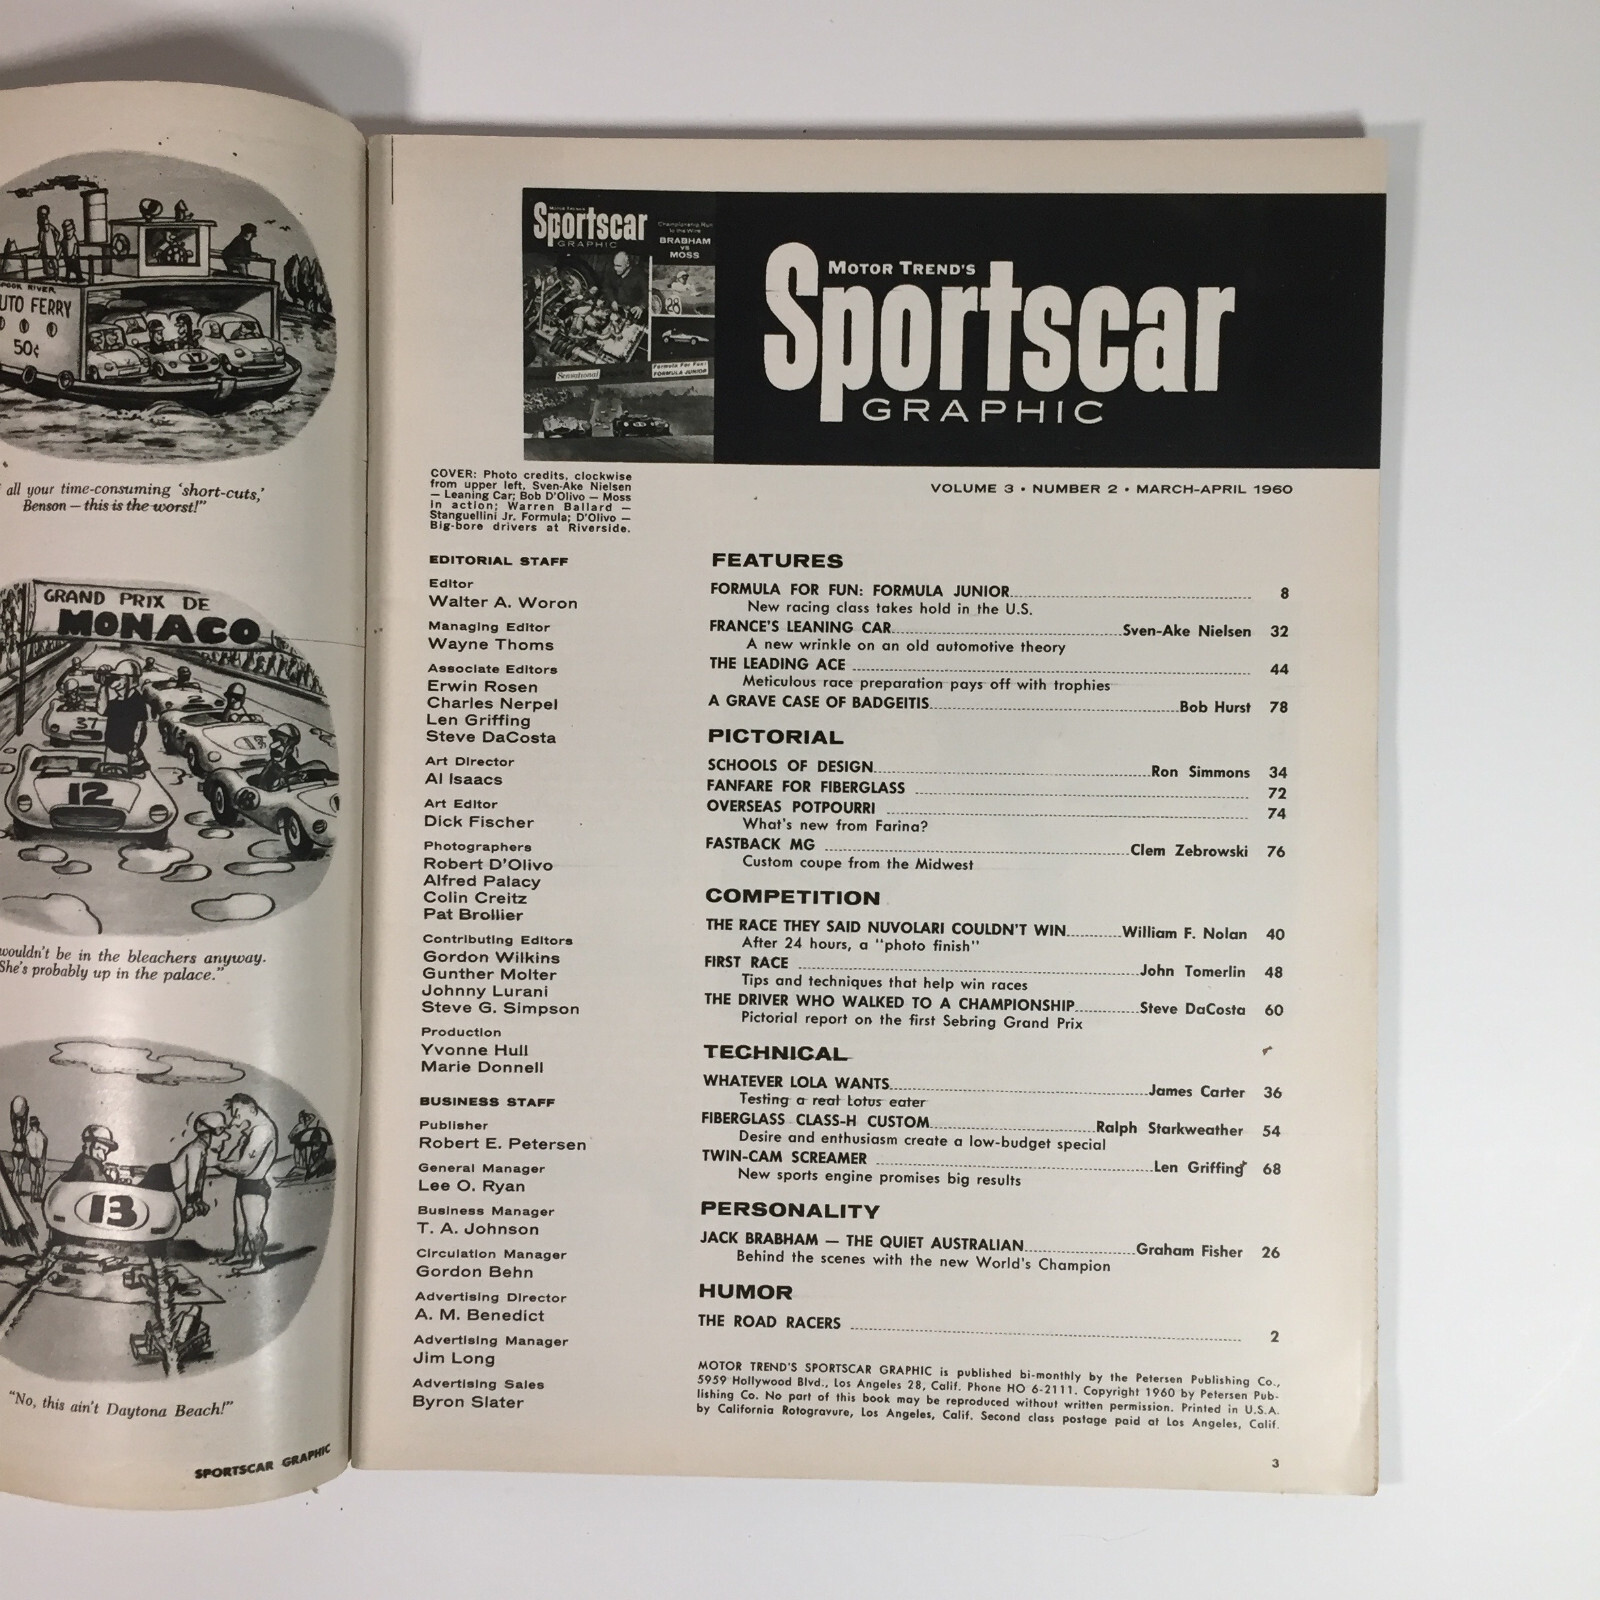 POON RIVER
UTO FERRY
50¢
all your time-consuming 'short-cuts,'
Benson — this is the worst!"
GRAND PRIX DE
MONACO
37
12
wouldn't be in the bleachers anyway.
She's probably up in the palace."
13
"No, this ain't Daytona Beach!"
SPORTSCAR GRAPHIC
Sportscar
GRAPHIC
Championship Run
to the Wire
BRABHAM
VS
MOSS
28
Sensational
Formula For Fun:
FORMULA JUNIOR
MOTOR TREND'S
Sportscar
GRAPHIC
COVER: Photo credits, clockwise
from upper left, Sven-Ake Nielsen
— Leaning Car; Bob D'Olivo — Moss
in action; Warren Ballard —
Stanguellini Jr. Formula; D'Olivo —
Big-bore drivers at Riverside.
VOLUME 3 • NUMBER 2 • MARCH-APRIL 1960
EDITORIAL STAFF
Editor
Walter A. Woron
Managing Editor
Wayne Thoms
Associate Editors
Erwin Rosen
Charles Nerpel
Len Griffing
Steve DaCosta
Art Director
Al Isaacs
Art Editor
Dick Fischer
Photographers
Robert D'Olivo
Alfred Palacy
Colin Creitz
Pat Brollier
Contributing Editors
Gordon Wilkins
Gunther Molter
Johnny Lurani
Steve G. Simpson
Production
Yvonne Hull
Marie Donnell
BUSINESS STAFF
Publisher
Robert E. Petersen
General Manager
Lee O. Ryan
Business Manager
T. A. Johnson
Circulation Manager
Gordon Behn
Advertising Director
A. M. Benedict
Advertising Manager
Jim Long
Advertising Sales
Byron Slater
FEATURES
FORMULA FOR FUN: FORMULA JUNIOR 8
New racing class takes hold in the U.S.
FRANCE'S LEANING CAR Sven-Ake Nielsen 32
A new wrinkle on an old automotive theory
THE LEADING ACE 44
Meticulous race preparation pays off with trophies
A GRAVE CASE OF BADGEITIS Bob Hurst 78
PICTORIAL
SCHOOLS OF DESIGN Ron Simmons 34
FANFARE FOR FIBERGLASS 72
OVERSEAS POTPOURRI 74
What's new from Farina?
FASTBACK MG Clem Zebrowski 76
Custom coupe from the Midwest
COMPETITION
THE RACE THEY SAID NUVOLARI COULDN'T WIN William F. Nolan 40
After 24 hours, a "photo finish"
FIRST RACE John Tomerlin 48
Tips and techniques that help win races
THE DRIVER WHO WALKED TO A CHAMPIONSHIP Steve DaCosta 60
Pictorial report on the first Sebring Grand Prix
TECHNICAL
WHATEVER LOLA WANTS James Carter 36
Testing a real Lotus eater
FIBERGLASS CLASS-H CUSTOM Ralph Starkweather 54
Desire and enthusiasm create a low-budget special
TWIN-CAM SCREAMER Len Griffing 68
New sports engine promises big results
PERSONALITY
JACK BRABHAM — THE QUIET AUSTRALIAN Graham Fisher 26
Behind the scenes with the new World's Champion
HUMOR
THE ROAD RACERS 2
MOTOR TREND'S SPORTSCAR GRAPHIC is published bi-monthly by the Petersen Publishing Co.,
5959 Hollywood Blvd., Los Angeles 28, Calif. Phone HO 6-2111. Copyright 1960 by Petersen Pub-
lishing Co. No part of this book may be reproduced without written permission. Printed in U.S.A.
by California Rotogravure, Los Angeles, Calif. Second class postage paid at Los Angeles, Calif.
3